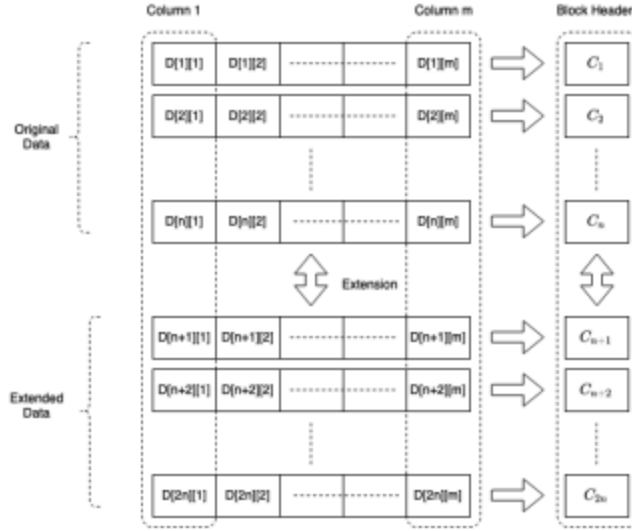 Column 1 Column m Block Header
D[1][1] D[1][2] D[1][m] C₁
D[2][1] D[2][2] D[2][m] C₂
Original
Data
D[n][1] D[n][2] D[n][m] Cₙ
Extension
D[n+1][1] D[n+1][2] D[n+1][m] Cₙ₊₁
D[n+2][1] D[n+2][2] D[n+2][m] Cₙ₊₂
Extended
Data
D[2n][1] D[2n][2] D[2n][m] C₂ₙ